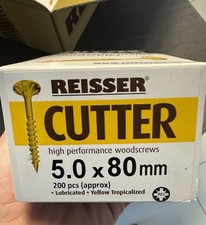 REISSER®
CUTTER
high performance woodscrews
5.0 x 80mm
200 pcs (approx)
• Lubricated • Yellow Tropicalized